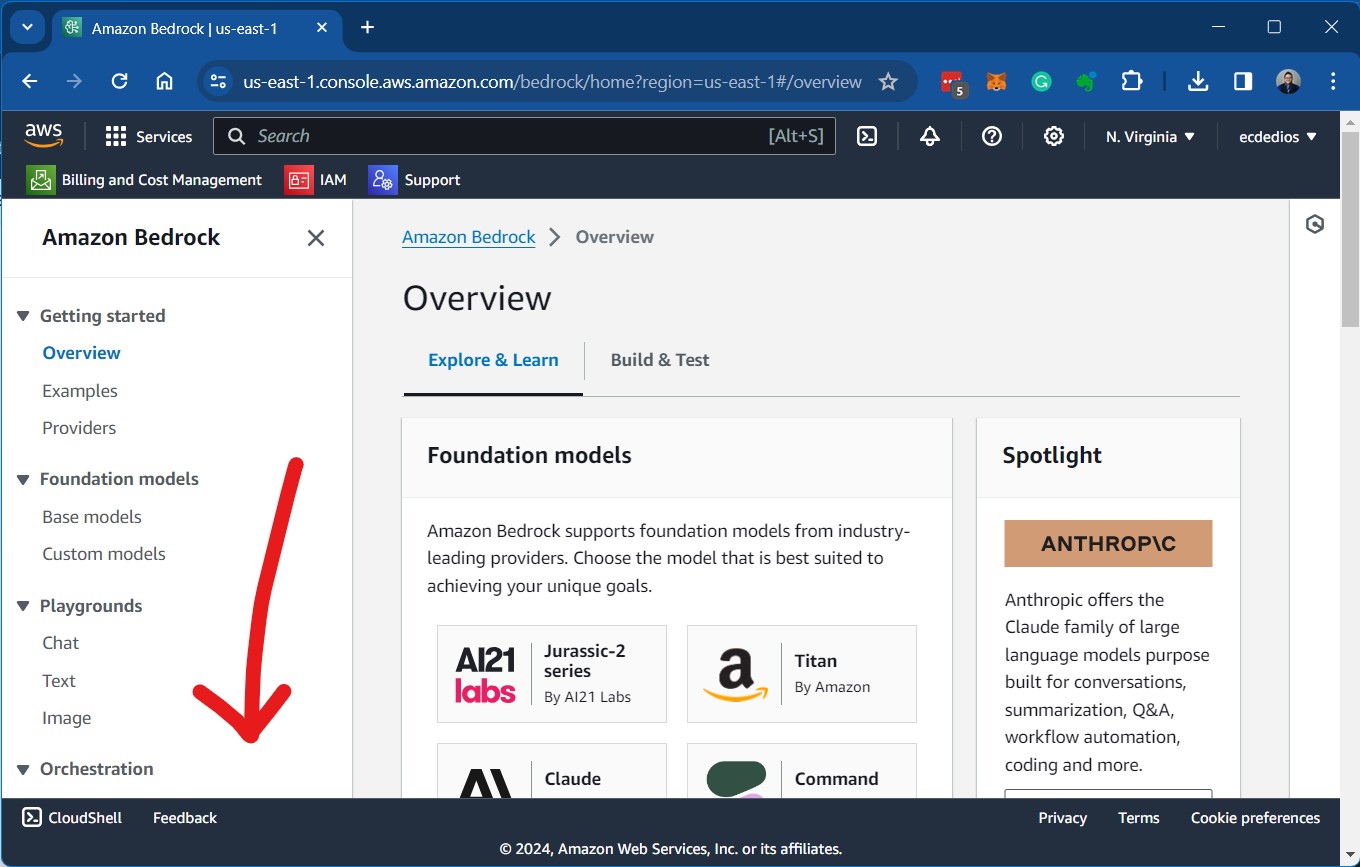 Amazon Bedrock | us-east-1
us-east-1.console.aws.amazon.com/bedrock/home?region=us-east-1#/overview
5
aws
Services
Search
[Alt+S]
N. Virginia
ecdedios
Billing and Cost Management
IAM
Support
Amazon Bedrock
Getting started
Overview
Examples
Providers
Foundation models
Base models
Custom models
Playgrounds
Chat
Text
Image
Orchestration
Amazon Bedrock
Overview
Overview
Explore & Learn
Build & Test
Foundation models
Amazon Bedrock supports foundation models from industry-
leading providers. Choose the model that is best suited to
achieving your unique goals.
AI21
labs
Jurassic-2
series
By AI21 Labs
a
Titan
By Amazon
Claude
Command
Spotlight
ANTHROP\C
Anthropic offers the
Claude family of large
language models purpose
built for conversations,
summarization, Q&A,
workflow automation,
coding and more.
CloudShell
Feedback
Privacy
Terms
Cookie preferences
© 2024, Amazon Web Services, Inc. or its affiliates.